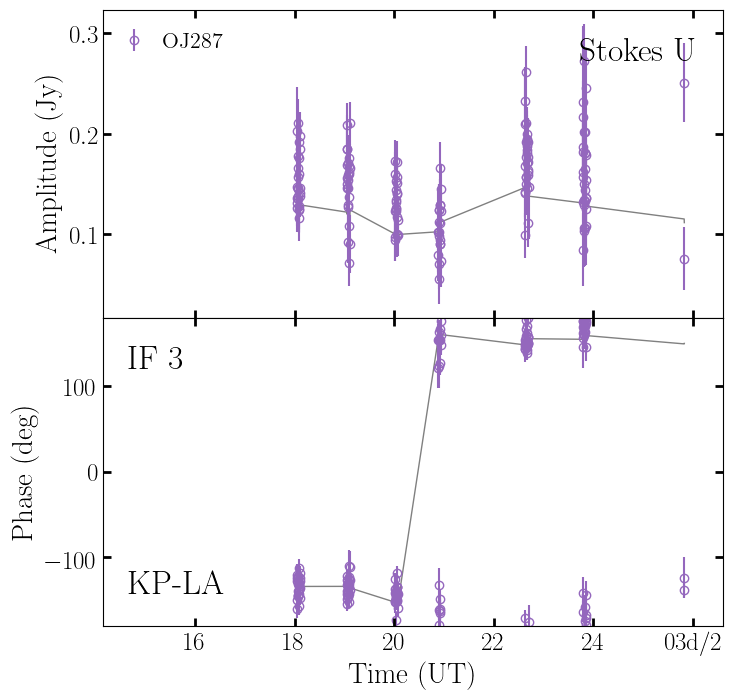 OJ287
Stokes U
0.3
0.2
0.1
Amplitude (Jy)
IF 3
100
0
−100
Phase (deg)
KP-LA
16
18
20
22
24
03d/2
Time (UT)